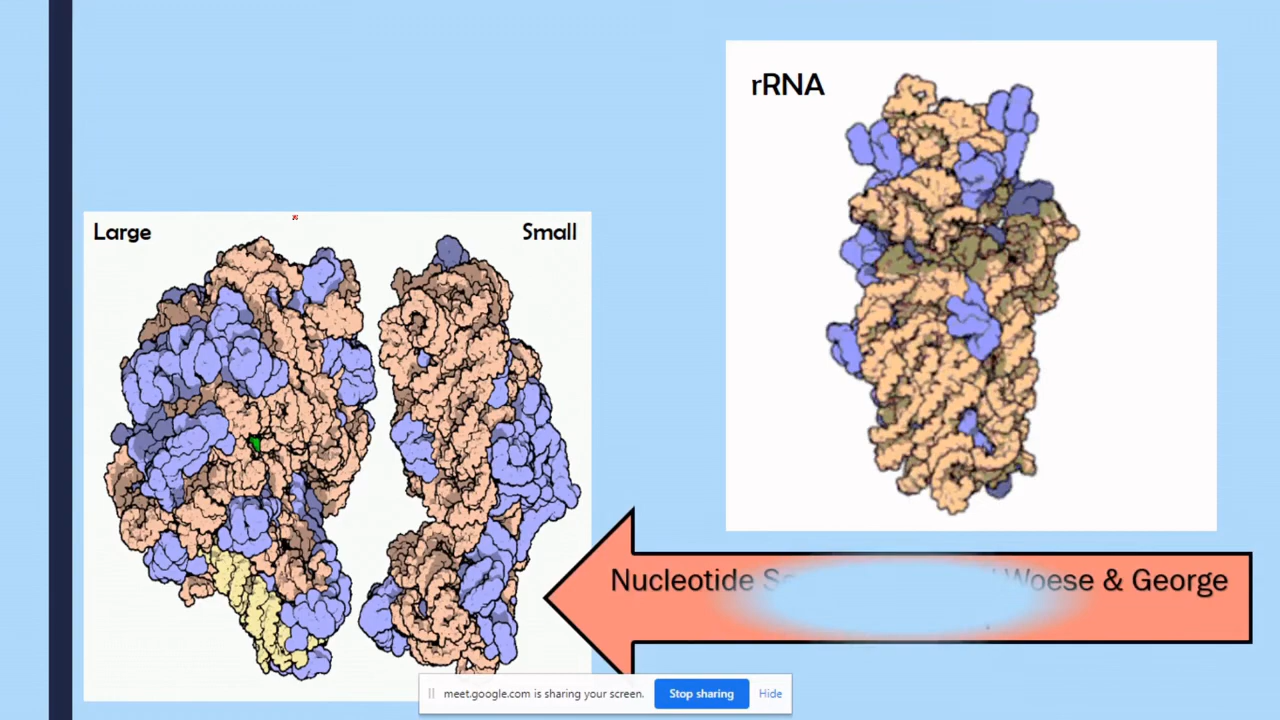 rRNA
Large
Small
Nucleotide Woese & George
meet.google.com is sharing your screen.
Stop sharing
Hide